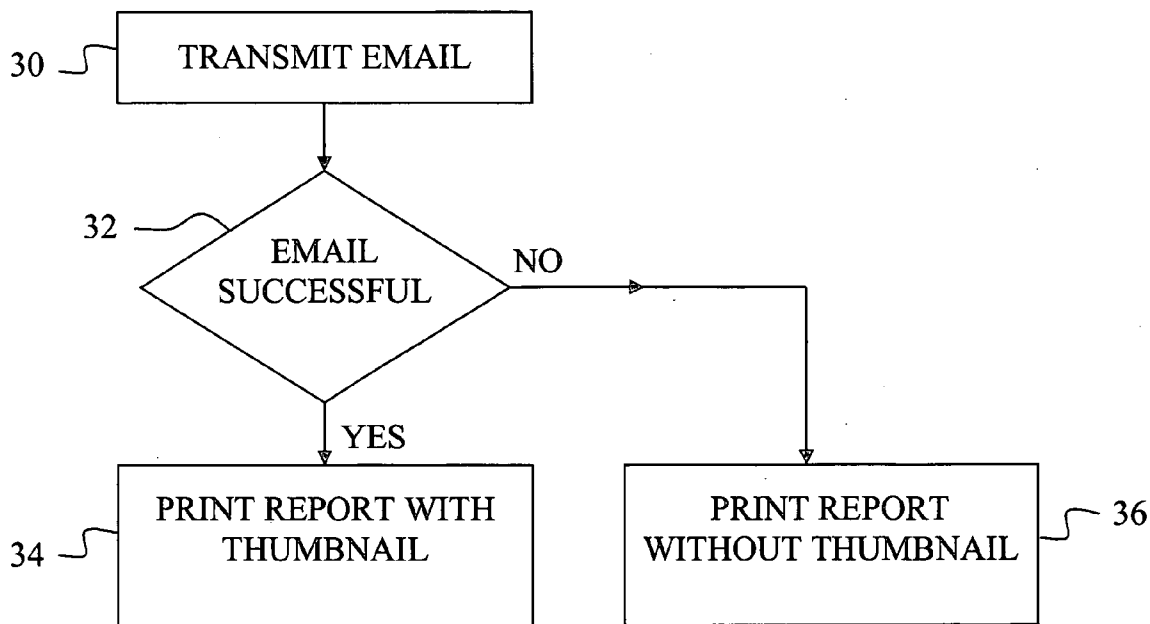 30
TRANSMIT EMAIL
32
EMAIL
SUCCESSFUL
NO
YES
34
PRINT REPORT WITH
THUMBNAIL
PRINT REPORT
WITHOUT THUMBNAIL
36